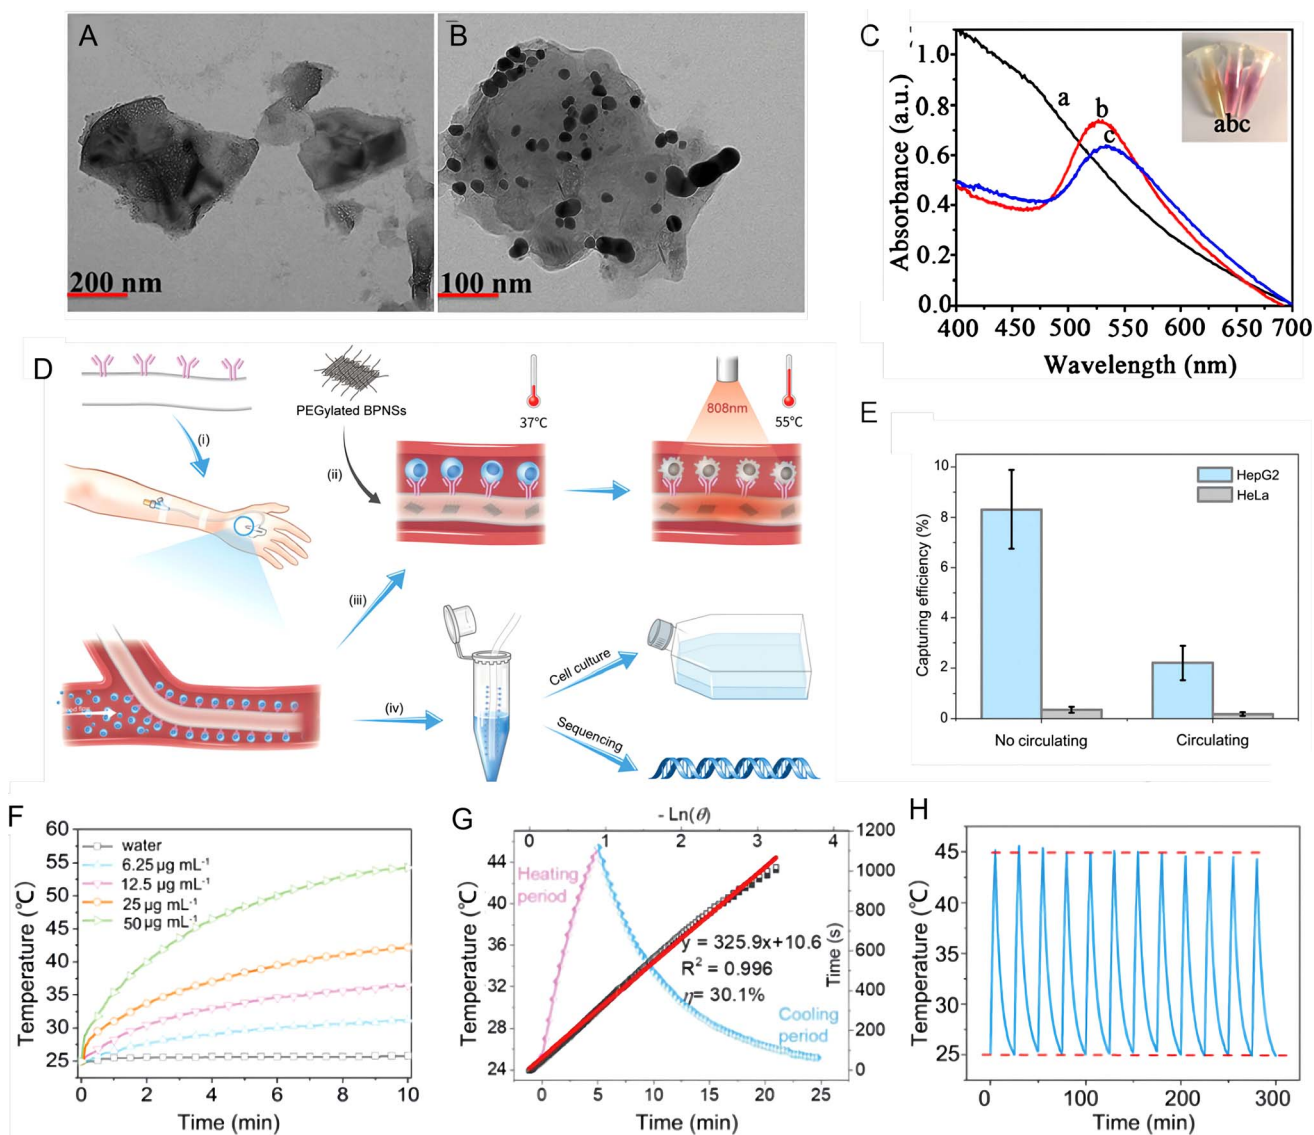 A
200 nm
B
100 nm
C
Absorbance (a.u.)
1.0
0.8
0.6
0.4
0.2
0.0
a
b
c
abc
400 450 500 550 600 650 700
Wavelength (nm)
D
(i)
PEGylated BPNSs
(ii)
37°C
808nm
55°C
(iii)
(iv)
Cell culture
Sequencing
E
Capturing efficiency (%)
10
8
6
4
2
0
HepG2
HeLa
No circulating
Circulating
F
Temperature (℃)
60
55
50
45
40
35
30
25
water
6.25 μg mL⁻¹
12.5 μg mL⁻¹
25 μg mL⁻¹
50 μg mL⁻¹
0 2 4 6 8 10
Time (min)
G
- Ln(θ)
0 1 2 3 4
Temperature (℃)
44
40
36
32
28
24
Heating
period
y = 325.9x+10.6
R² = 0.996
η= 30.1%
Cooling
period
1200
1000
800
600
400
200
0
Time (s)
0 5 10 15 20 25
Time (min)
H
Temperature (℃)
45
40
35
30
25
0 100 200 300
Time (min)